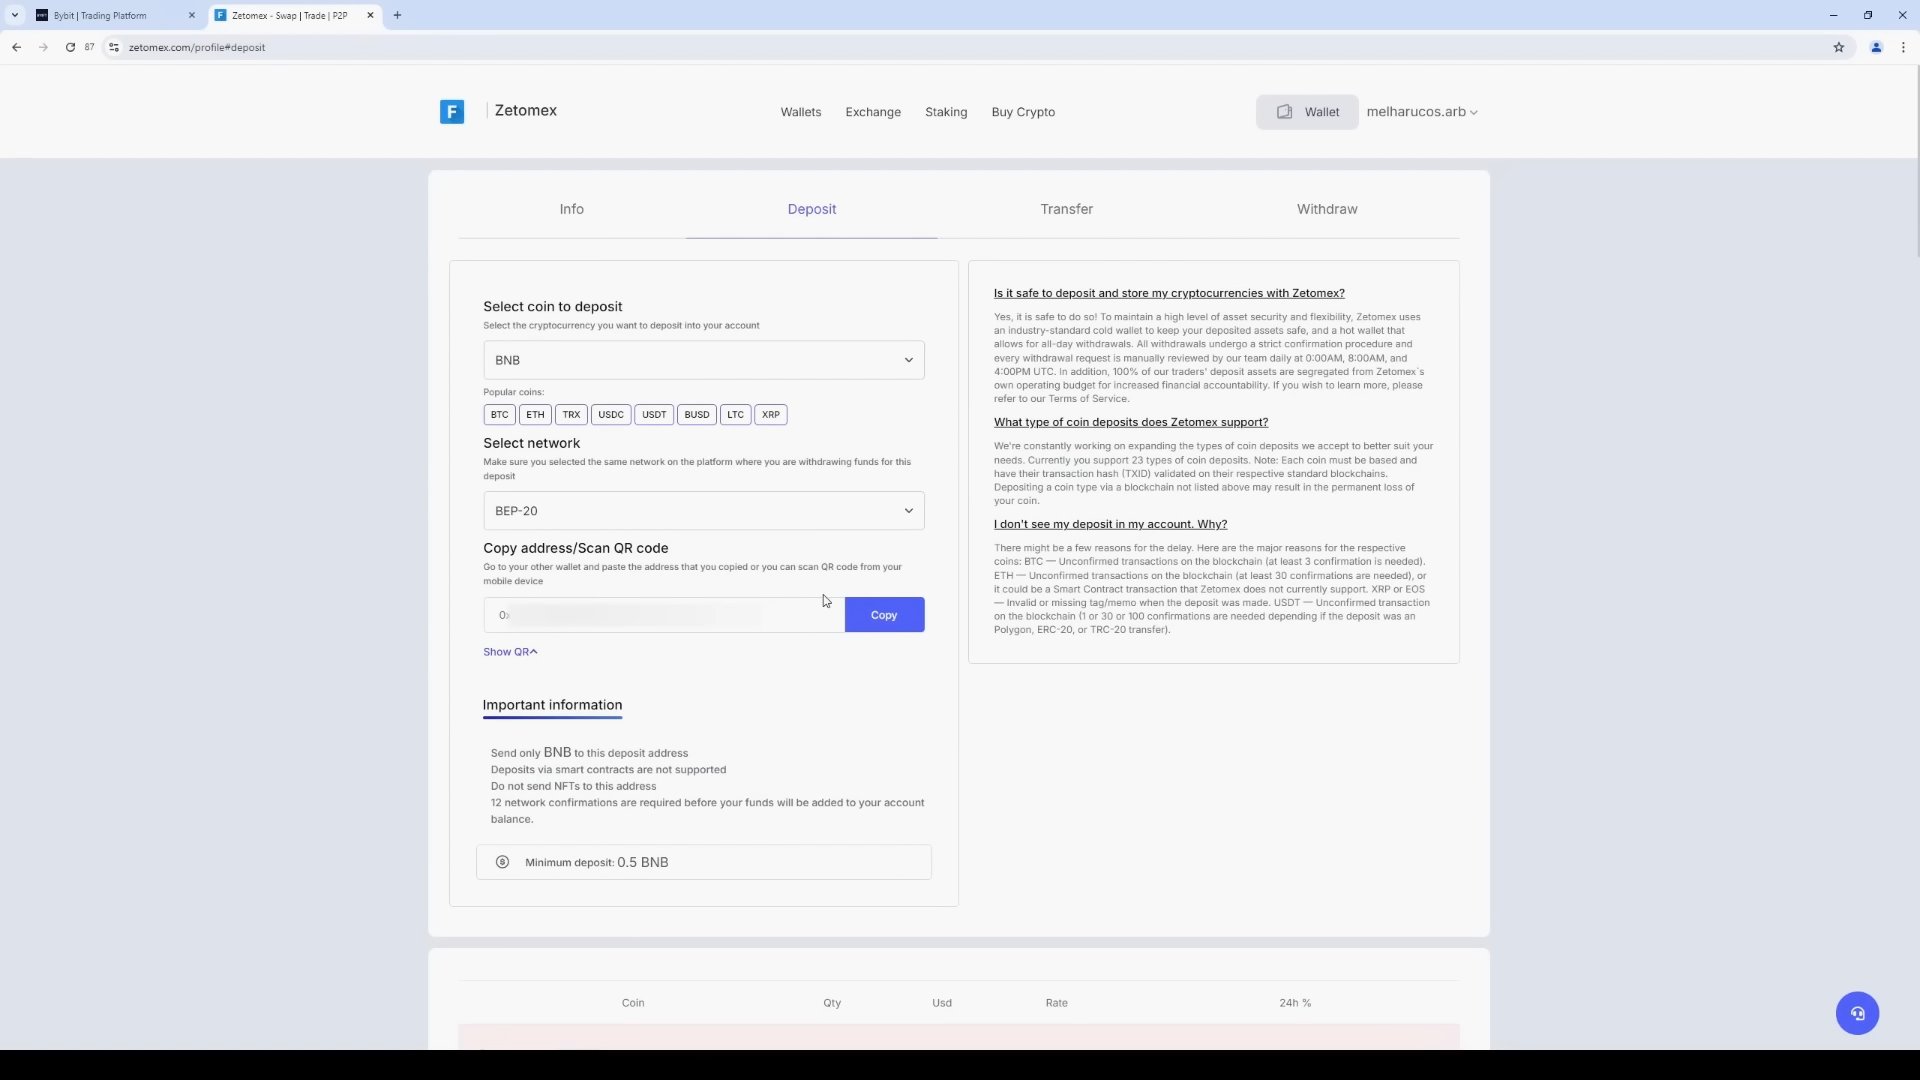 Bybit | Trading Platform
Zetomex - Swap | Trade | P2P
87
zetomex.com/profile#deposit
F | Zetomex
Wallets
Exchange
Staking
Buy Crypto
Wallet
melharucos.arb
Info
Deposit
Transfer
Withdraw
Select coin to deposit
Select the cryptocurrency you want to deposit into your account
BNB
Popular coins:
BTC
ETH
TRX
USDC
USDT
BUSD
LTC
XRP
Select network
Make sure you selected the same network on the platform where you are withdrawing funds for this
deposit
BEP-20
Copy address/Scan QR code
Go to your other wallet and paste the address that you copied or you can scan QR code from your
mobile device
Copy
Show QR
Important information
Send only BNB to this deposit address
Deposits via smart contracts are not supported
Do not send NFTs to this address
12 network confirmations are required before your funds will be added to your account
balance.
Minimum deposit: 0.5 BNB
Is it safe to deposit and store my cryptocurrencies with Zetomex?
Yes, it is safe to do so! To maintain a high level of asset security and flexibility, Zetomex uses
an industry-standard cold wallet to keep your deposited assets safe, and a hot wallet that
allows for all-day withdrawals. All withdrawals undergo a strict confirmation procedure and
every withdrawal request is manually reviewed by our team daily at 0:00AM, 8:00AM, and
4:00PM UTC. In addition, 100% of our traders' deposit assets are segregated from Zetomex`s
own operating budget for increased financial accountability. If you wish to learn more, please
refer to our Terms of Service.
What type of coin deposits does Zetomex support?
We're constantly working on expanding the types of coin deposits we accept to better suit your
needs. Currently you support 23 types of coin deposits. Note: Each coin must be based and
have their transaction hash (TXID) validated on their respective standard blockchains.
Depositing a coin type via a blockchain not listed above may result in the permanent loss of
your coin.
I don't see my deposit in my account. Why?
There might be a few reasons for the delay. Here are the major reasons for the respective
coins: BTC — Unconfirmed transactions on the blockchain (at least 3 confirmation is needed).
ETH — Unconfirmed transactions on the blockchain (at least 30 confirmations are needed), or
it could be a Smart Contract transaction that Zetomex does not currently support. XRP or EOS
— Invalid or missing tag/memo when the deposit was made. USDT — Unconfirmed transaction
on the blockchain (1 or 30 or 100 confirmations are needed depending if the deposit was an
Polygon, ERC-20, or TRC-20 transfer).
Coin
Qty
Usd
Rate
24h %